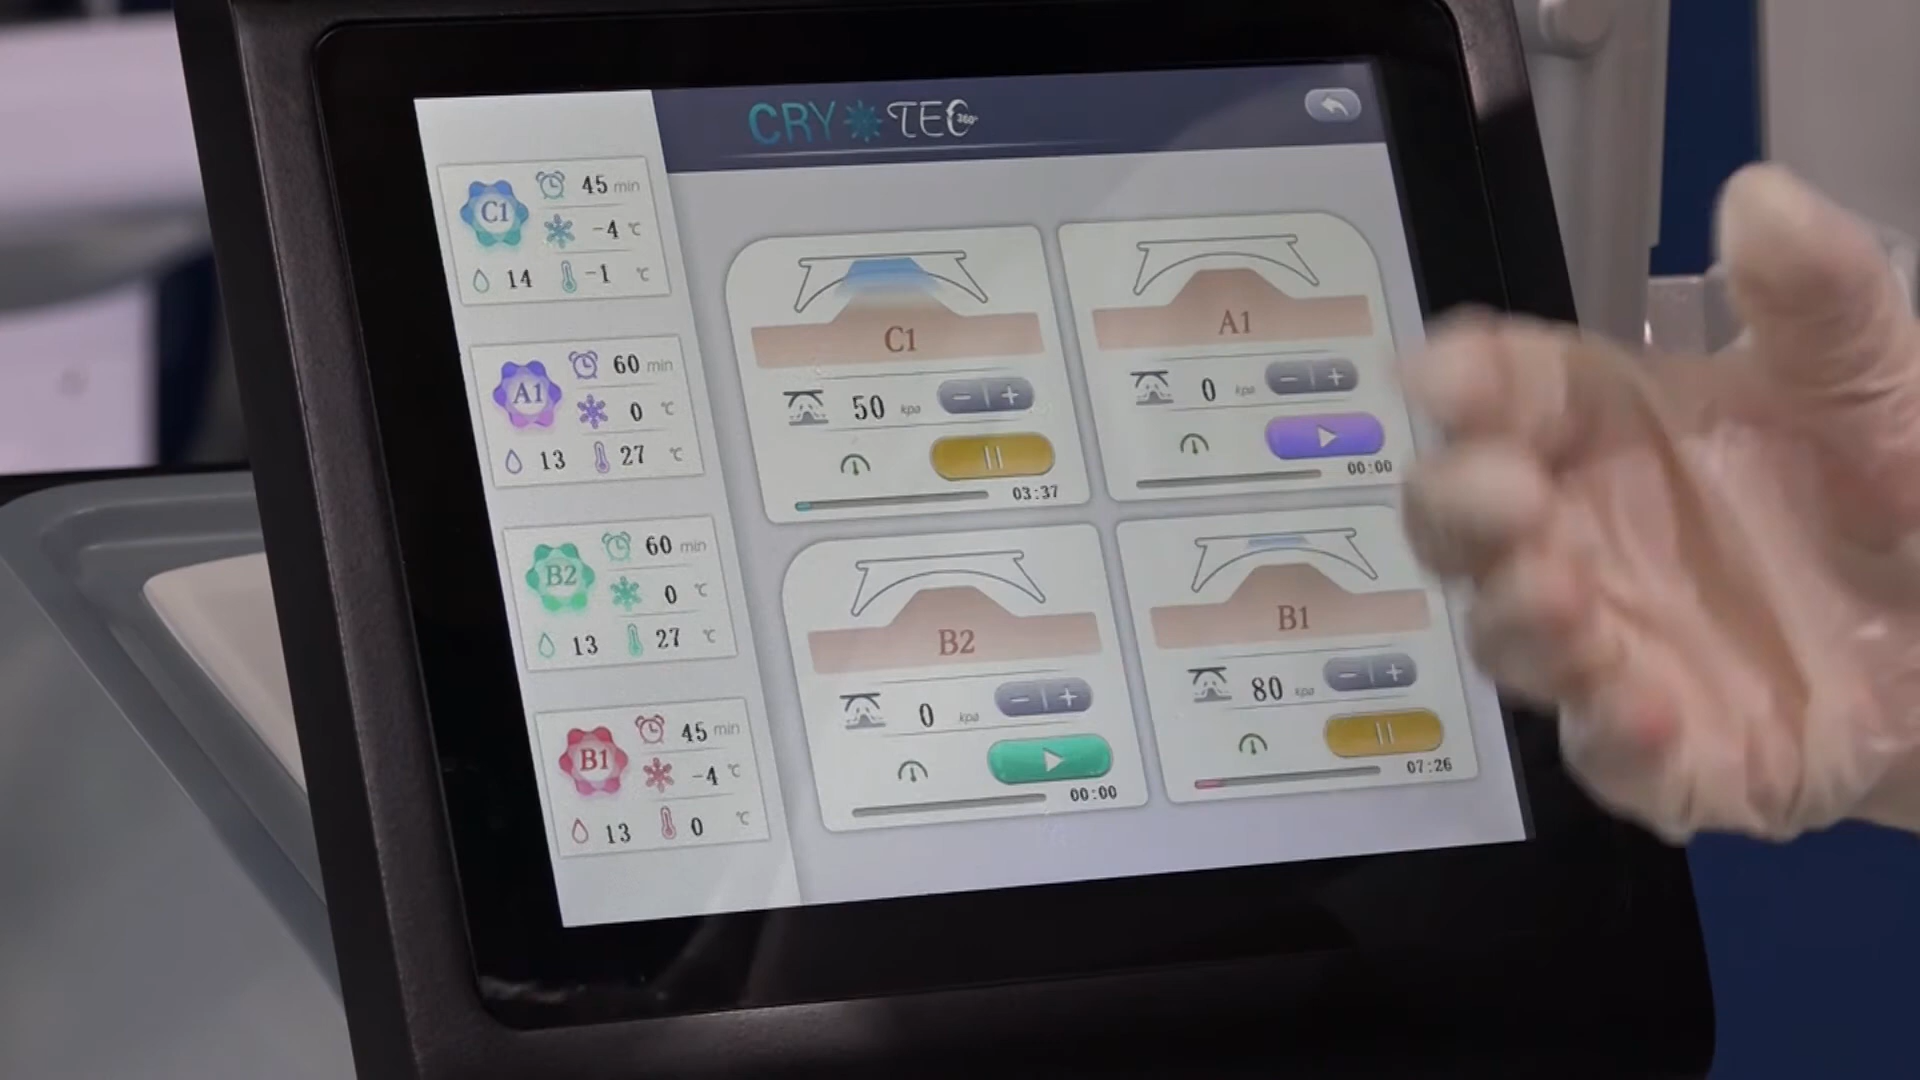 CRY TEC 360°
C1
45 min
-4 °C
14 -1 °C
A1
60 min
0 °C
13 27 °C
B2
60 min
0 °C
13 27 °C
B1
45 min
-4 °C
13 0 °C
C1
50 kpa - +
03:37
A1
0 kpa - +
00:00
B2
0 kpa - +
00:00
B1
80 kpa - +
07:26